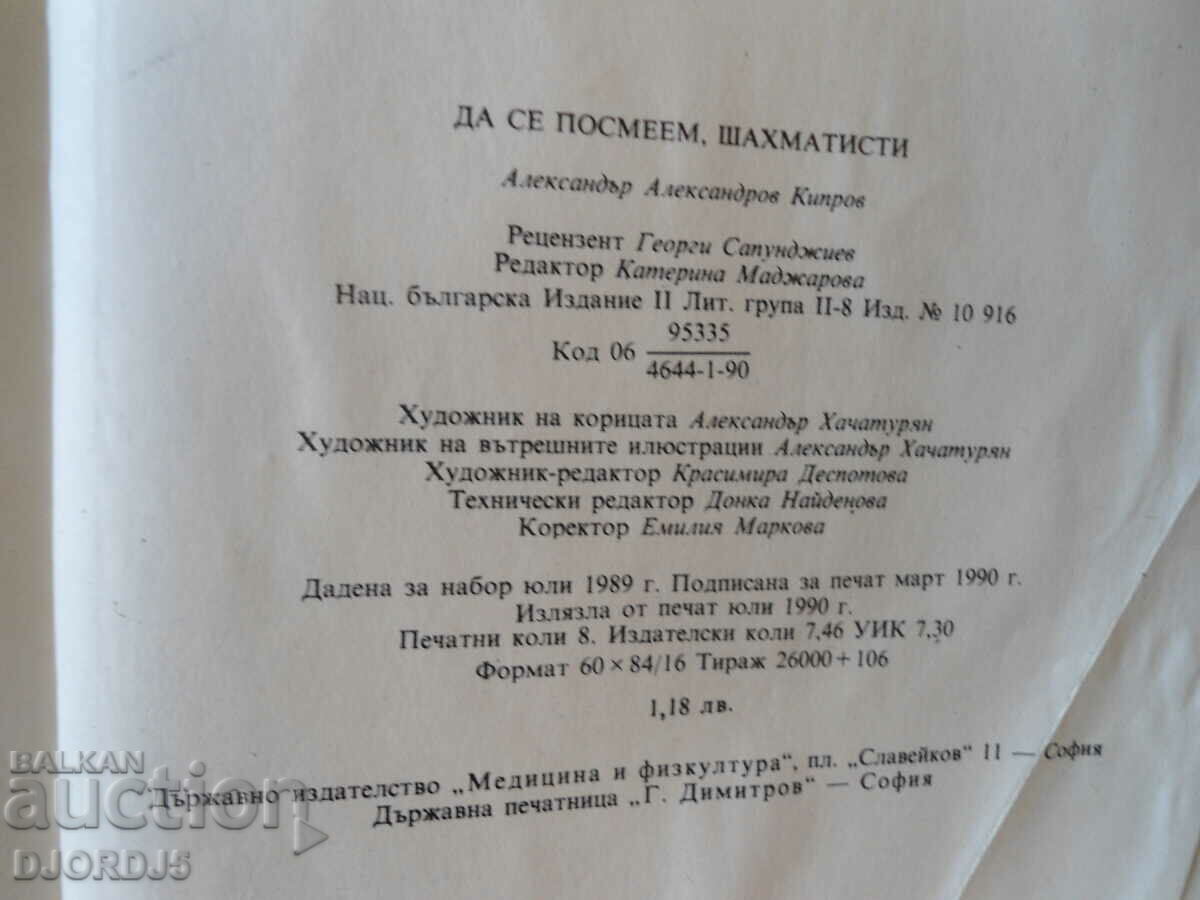 ДА СЕ ПОСМЕЕМ, ШАХМАТИСТИ
Александър Александров Кипров
Рецензент Георги Сапунджиев
Редактор Катерина Маджарова
Нац. българска Издание II Лит. група II-8 Изд. № 10 916
Код 06 95335
4644-1-90
Художник на корицата Александър Хачатурян
Художник на вътрешните илюстрации Александър Хачатурян
Художник-редактор Красимира Деспотова
Технически редактор Донка Найденова
Коректор Емилия Маркова
Дадена за набор юли 1989 г. Подписана за печат март 1990 г.
Излязла от печат юли 1990 г.
Печатни коли 8. Издателски коли 7,46 УИК 7,30
Формат 60 × 84/16 Тираж 26000 + 106
1,18 лв.
Държавно издателство „Медицина и физкултура“, пл. „Славейков“ 11 — София
Държавна печатница „Г. Димитров“ — София
BALKAN
auction
DJORDJ5